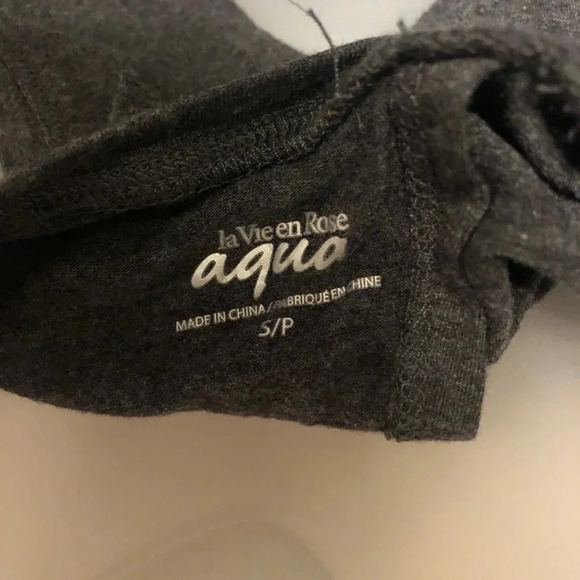 la Vie en Rose
aqua
MADE IN CHINA / FABRIQUÉ EN CHINE
S/P